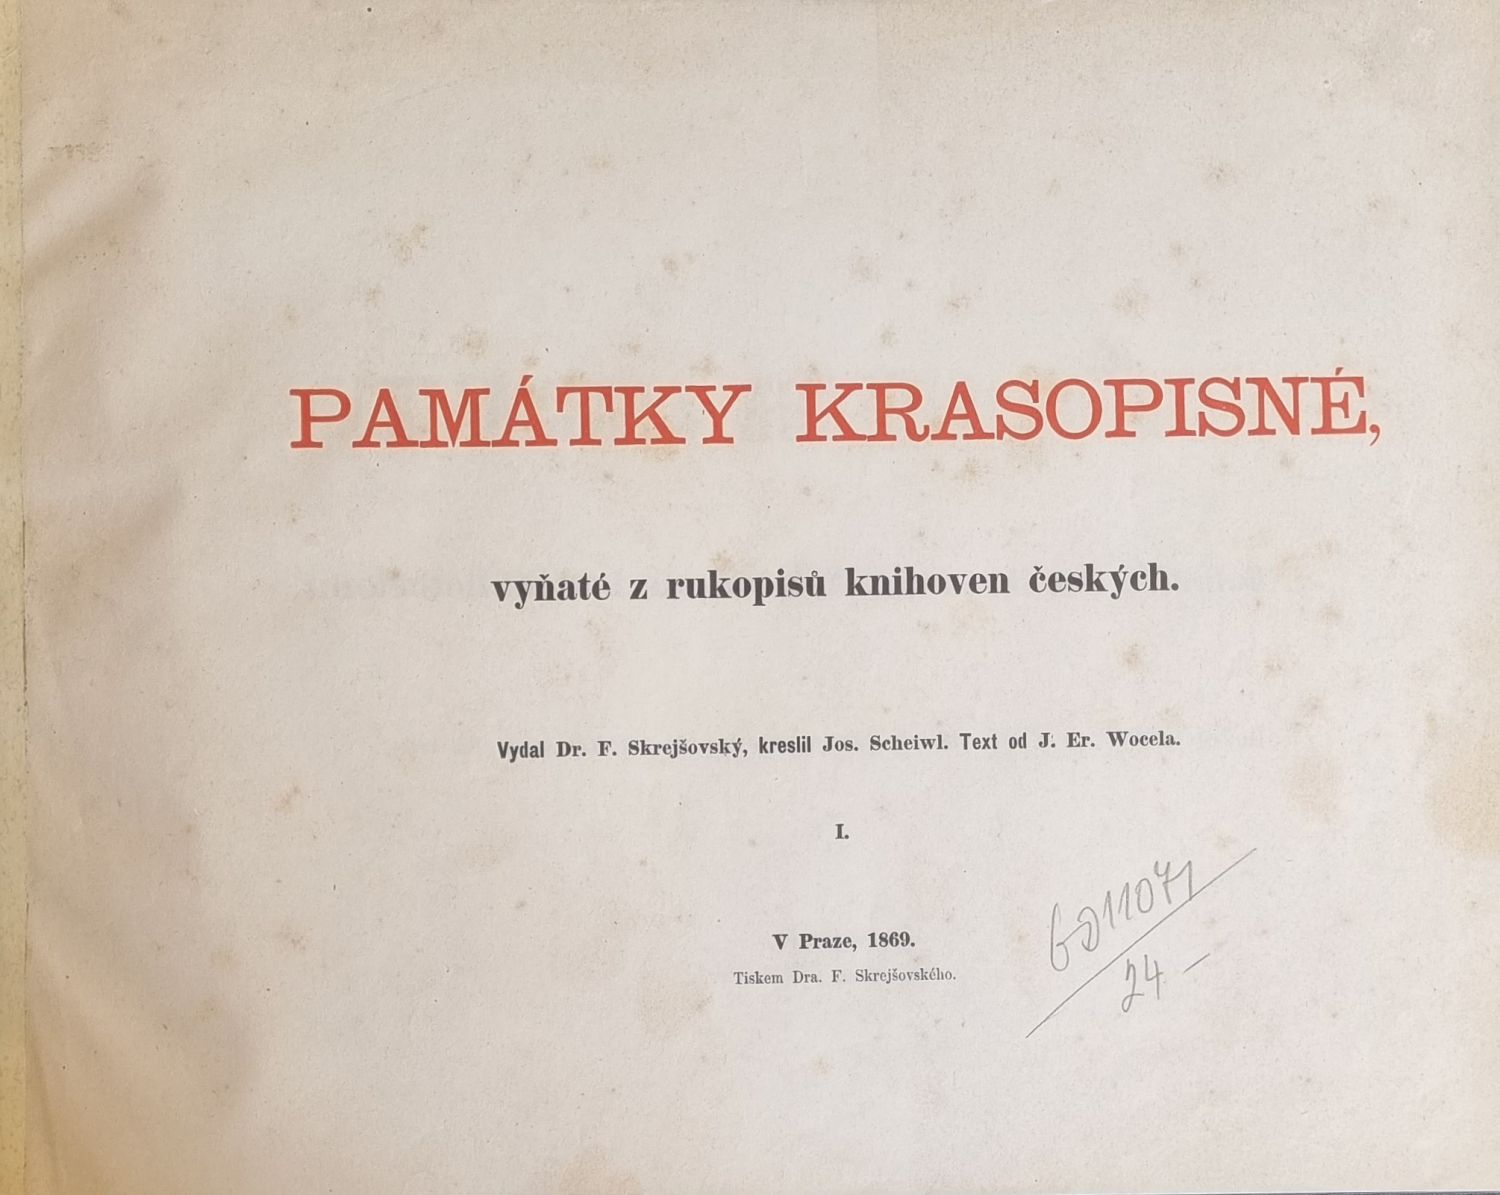 PAMÁTKY KRASOPISNÉ,
vyňaté z rukopisů knihoven českých.
Vydal Dr. F. Skrejšovský, kreslil Jos. Scheiwl. Text od J. Er. Wocela.
I.
V Praze, 1869.
Tiskem Dra. F. Skrejšovského.
11071
24 —